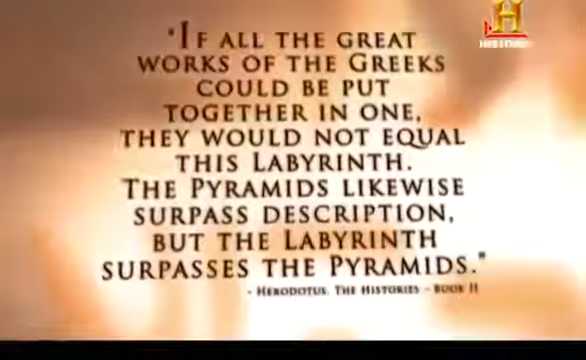 "If all the great
works of the Greeks
could be put
together in one,
they would not equal
this Labyrinth.
The Pyramids likewise
surpass description,
but the Labyrinth
surpasses the Pyramids."
- Herodotus, The Histories - Book II
H
HISTORY